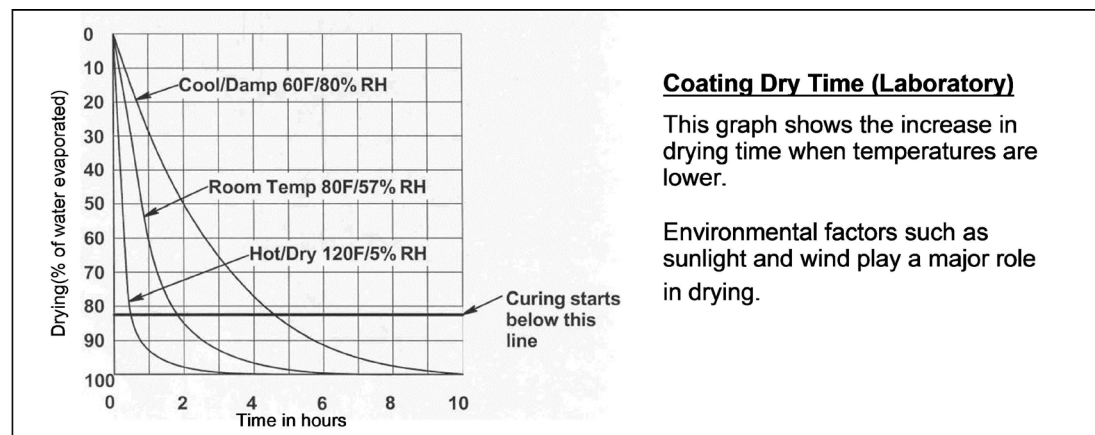 0
10
20
30
40
50
60
70
80
90
100
Drying(% of water evaporated)
Cool/Damp 60F/80% RH
Room Temp 80F/57% RH
Hot/Dry 120F/5% RH
Curing starts
below this
line
0 2 4 6 8 10
Time in hours
Coating Dry Time (Laboratory)
This graph shows the increase in
drying time when temperatures are
lower.
Environmental factors such as
sunlight and wind play a major role
in drying.